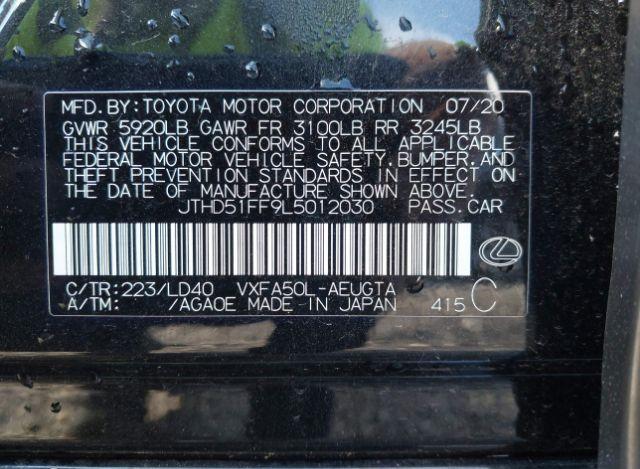 MFD. BY: TOYOTA MOTOR CORPORATION 07/20
GVWR 5920LB GAWR FR 3100LB RR 3245LB
THIS VEHICLE CONFORMS TO ALL APPLICABLE
FEDERAL MOTOR VEHICLE SAFETY, BUMPER, AND
THEFT PREVENTION STANDARDS IN EFFECT ON
THE DATE OF MANUFACTURE SHOWN ABOVE.
JTHD51FF9L5012030 PASS. CAR
C/TR: 223/LD40 VXFA50L-AEUGTA
A/TM: /AGA0E MADE IN JAPAN 415 C